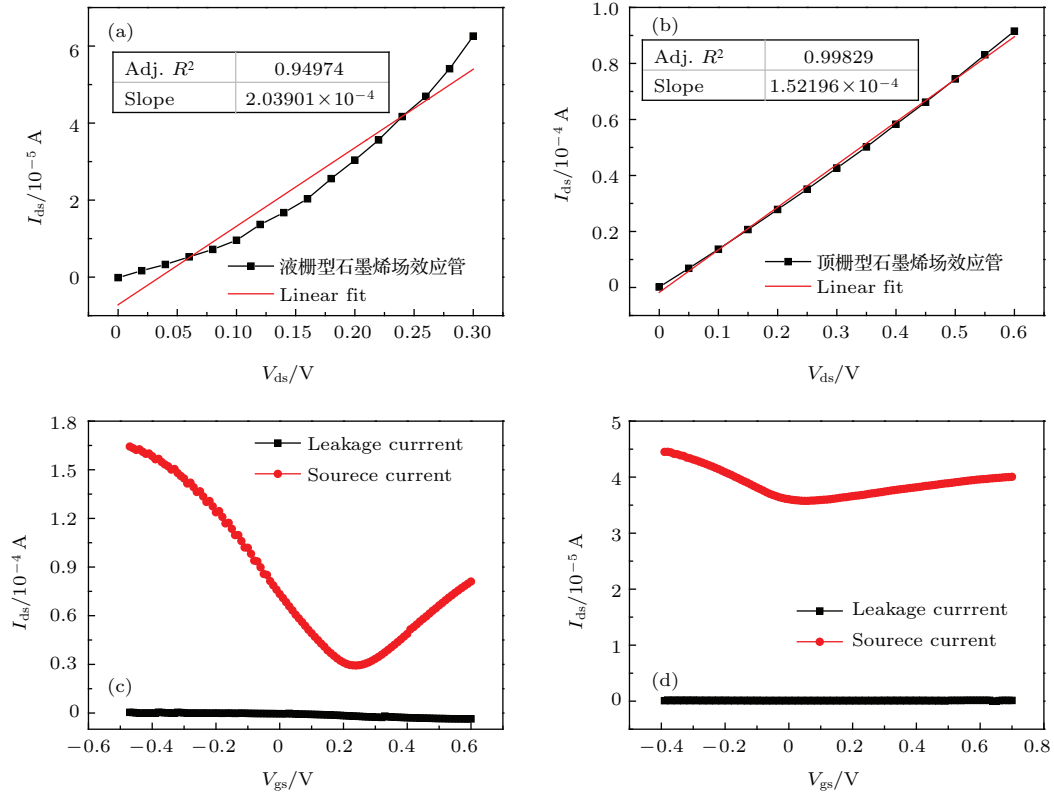 (a)
Adj. R² 0.94974
Slope 2.03901×10⁻⁴
6
4
2
0
I_ds/10⁻⁵ A
液栅型石墨烯场效应管
Linear fit
0 0.05 0.10 0.15 0.20 0.25 0.30
V_ds/V
(b)
Adj. R² 0.99829
Slope 1.52196×10⁻⁴
1.0
0.8
0.6
0.4
0.2
0
I_ds/10⁻⁴ A
顶栅型石墨烯场效应管
Linear fit
0 0.1 0.2 0.3 0.4 0.5 0.6
V_ds/V
1.8
1.5
1.2
0.9
0.6
0.3
0
I_ds/10⁻⁴ A
Leakage currrent
Sourece current
(c)
−0.6 −0.4 −0.2 0 0.2 0.4 0.6
V_gs/V
5
4
3
2
1
0
I_ds/10⁻⁵ A
Leakage currrent
Sourece current
(d)
−0.4 −0.2 0 0.2 0.4 0.6 0.8
V_gs/V